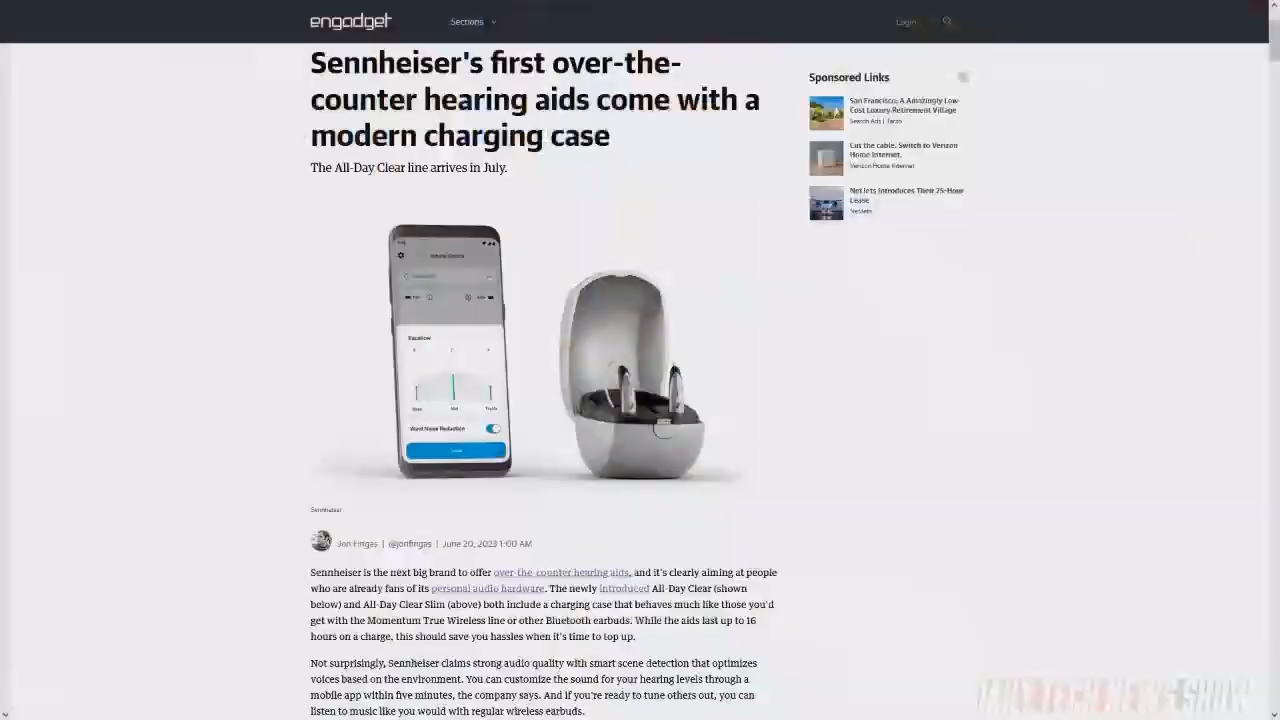 engadget
Sections
Login
Sennheiser's first over-the-
counter hearing aids come with a
modern charging case
The All-Day Clear line arrives in July.
Sponsored Links
San Francisco: A Amazingly Low-
Cost Luxury Retirement Village
Search Ads |
Cut the cable. Switch to Verizon
Home Internet.
Verizon Home Internet
NetJets Introduces Their 25-Hour
Lease
NetJets
Equalizer
Bass Mid Treble
Wind Noise Reduction
Sennheiser
Jon Fingas | @jonfingas | June 20, 2023 1:00 AM
Sennheiser is the next big brand to offer over-the-counter hearing aids, and it's clearly aiming at people
who are already fans of its personal audio hardware. The newly introduced All-Day Clear (shown
below) and All-Day Clear Slim (above) both include a charging case that behaves much like those you'd
get with the Momentum True Wireless line or other Bluetooth earbuds. While the aids last up to 16
hours on a charge, this should save you hassles when it's time to top up.
Not surprisingly, Sennheiser claims strong audio quality with smart scene detection that optimizes
voices based on the environment. You can customize the sound for your hearing levels through a
mobile app within five minutes, the company says. And if you're ready to tune others out, you can
listen to music like you would with regular wireless earbuds.